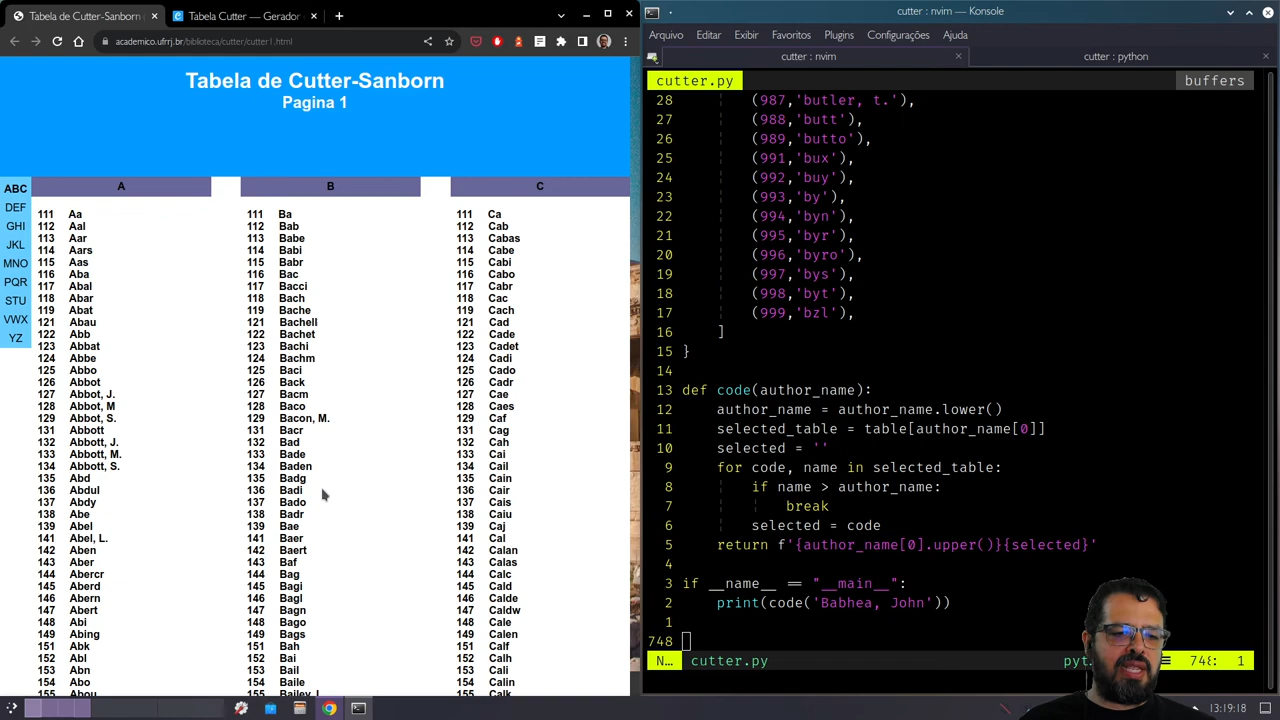 Tabela de Cutter-Sanborn
Tabela Cutter — Gerador
academico.ufrrj.br/biblioteca/cutter/cutter1.html
Tabela de Cutter-Sanborn
Pagina 1
ABC
DEF
GHI
JKL
MNO
PQR
STU
VWX
YZ
A B C
111 Aa 111 Ba 111 Ca
112 Aal 112 Bab 112 Cab
113 Aar 113 Babe 113 Cabas
114 Aars 114 Babi 114 Cabe
115 Aas 115 Babr 115 Cabi
116 Aba 116 Bac 116 Cabo
117 Abal 117 Bacci 117 Cabr
118 Abar 118 Bach 118 Cac
119 Abat 119 Bache 119 Cach
121 Abau 121 Bachell 121 Cad
122 Abb 122 Bachet 122 Cade
123 Abbat 123 Bachi 123 Cadet
124 Abbe 124 Bachm 124 Cadi
125 Abbo 125 Baci 125 Cado
126 Abbot 126 Back 126 Cadr
127 Abbot, J. 127 Bacm 127 Cae
128 Abbot, M 128 Baco 128 Caes
129 Abbot, S. 129 Bacon, M. 129 Caf
131 Abbott 131 Bacr 131 Cag
132 Abbott, J. 132 Bad 132 Cah
133 Abbott, M. 133 Bade 133 Cai
134 Abbott, S. 134 Baden 134 Cail
135 Abd 135 Badg 135 Cain
136 Abdul 136 Badi 136 Cair
137 Abdy 137 Bado 137 Cais
138 Abe 138 Badr 138 Caiu
139 Abel 139 Bae 139 Caj
141 Abel, L. 141 Baer 141 Cal
142 Aben 142 Baert 142 Calan
143 Aber 143 Baf 143 Calas
144 Abercr 144 Bag 144 Calc
145 Aberd 145 Bagi 145 Cald
146 Abern 146 Bagl 146 Calde
147 Abert 147 Bagn 147 Caldw
148 Abi 148 Bago 148 Cale
149 Abing 149 Bags 149 Calen
151 Abk 151 Bah 151 Calf
152 Abl 152 Bai 152 Calh
153 Abn 153 Bail 153 Cali
154 Abo 154 Baile 154 Calin
155 Abou 155 Bailey, J. 155 Calk
cutter : nvim — Konsole
Arquivo Editar Exibir Favoritos Plugins Configurações Ajuda
cutter : nvim cutter : python
cutter.py buffers
28 (987,'butler, t.'),
27 (988,'butt'),
26 (989,'butto'),
25 (991,'bux'),
24 (992,'buy'),
23 (993,'by'),
22 (994,'byn'),
21 (995,'byr'),
20 (996,'byro'),
19 (997,'bys'),
18 (998,'byt'),
17 (999,'bzl'),
16 ]
15 }
14
13 def code(author_name):
12 author_name = author_name.lower()
11 selected_table = table[author_name[0]]
10 selected = ''
9 for code, name in selected_table:
8 if name > author_name:
7 break
6 selected = code
5 return f'{author_name[0].upper()}{selected}'
4
3 if __name__ == "__main__":
2 print(code('Babhea, John'))
1
748
N… cutter.py pyt 748: 1
13:19:18